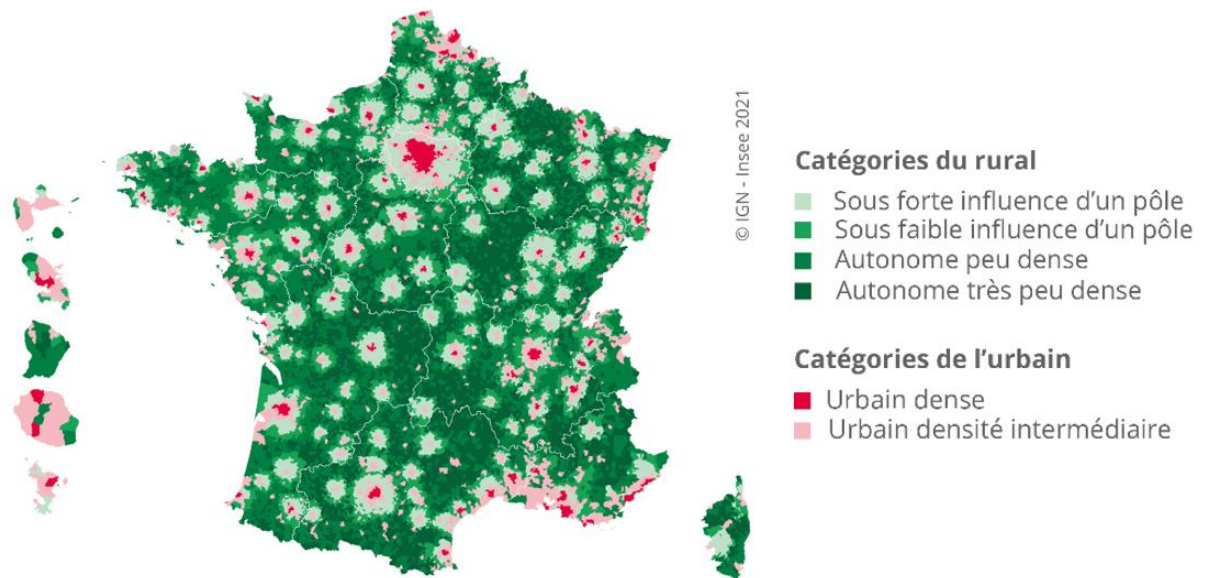 © IGN - Insee 2021
Catégories du rural
Sous forte influence d’un pôle
Sous faible influence d’un pôle
Autonome peu dense
Autonome très peu dense
Catégories de l’urbain
Urbain dense
Urbain densité intermédiaire